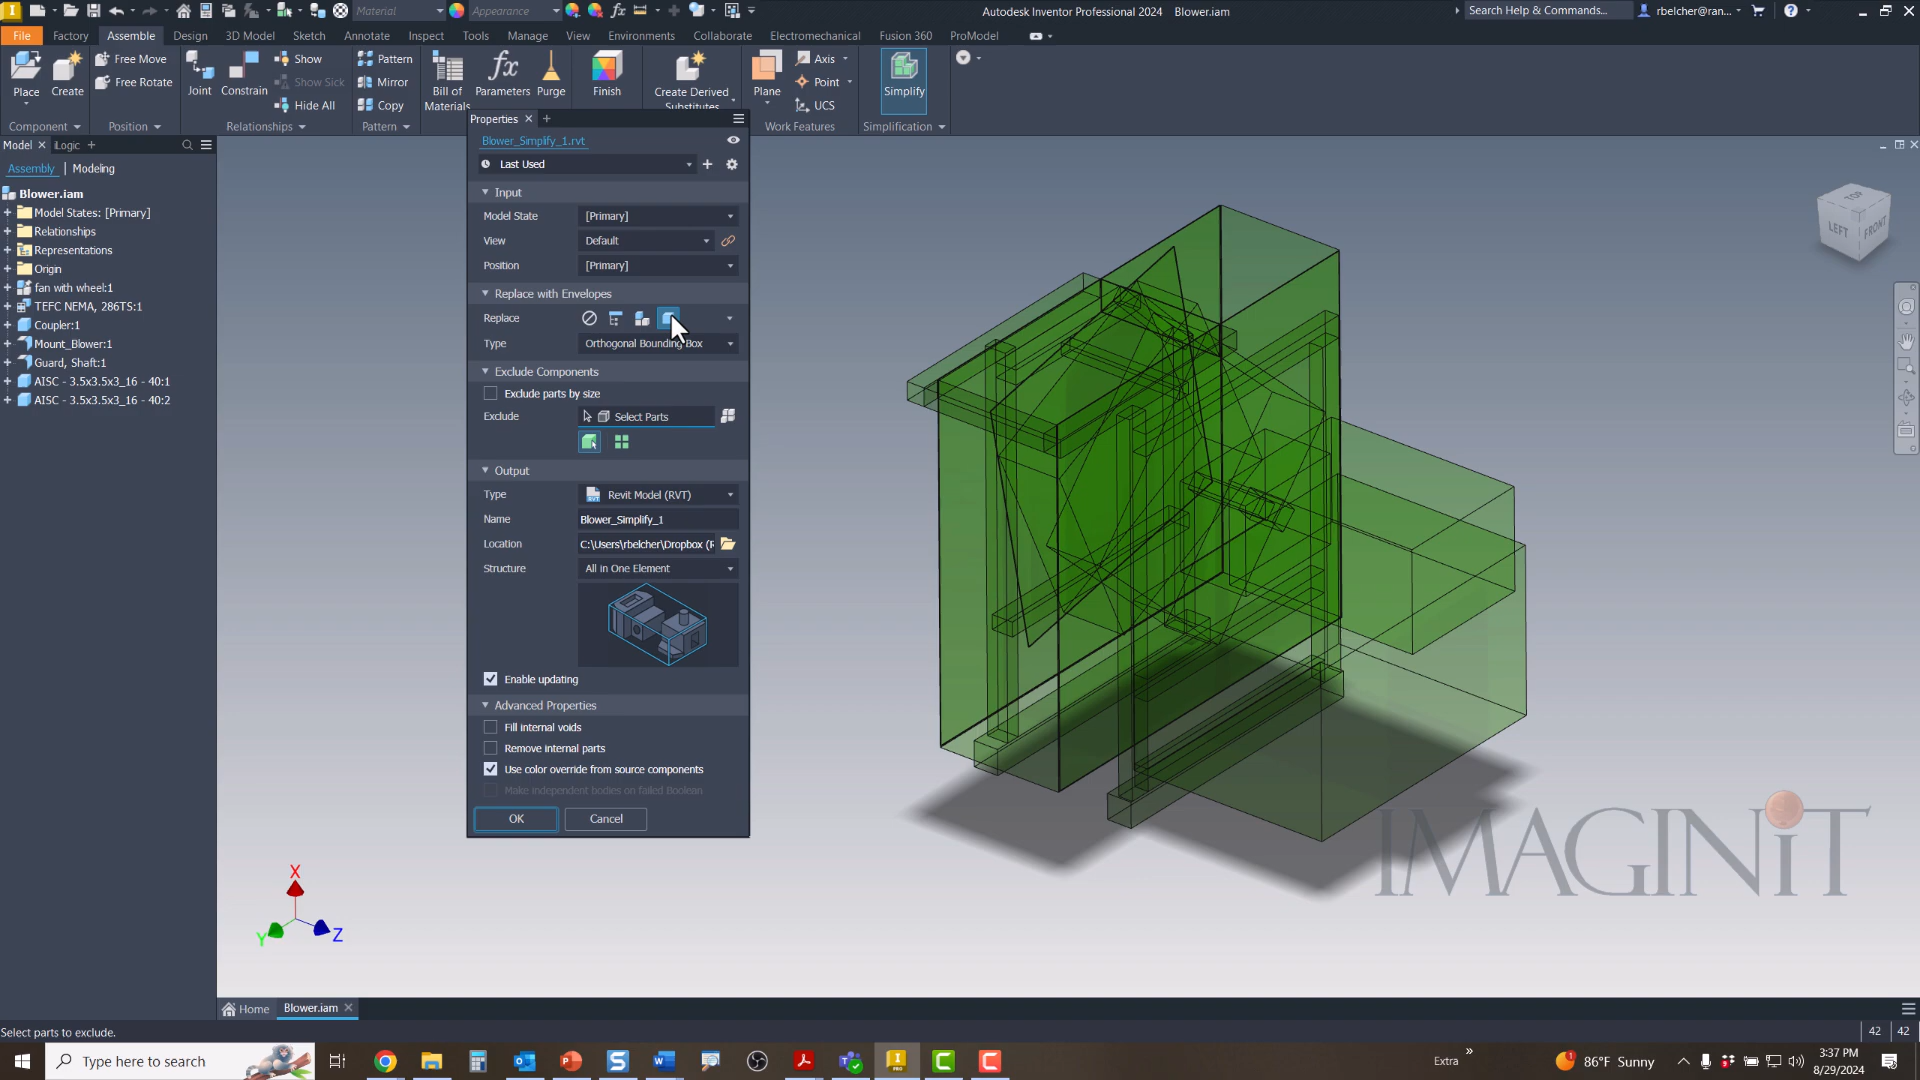 Material
Appearance
Autodesk Inventor Professional 2024 Blower.iam
Search Help & Commands...
rbelcher@ran...
File
Factory
Assemble
Design
3D Model
Sketch
Annotate
Inspect
Tools
Manage
View
Environments
Collaborate
Electromechanical
Fusion 360
ProModel
Place
Create
Free Move
Free Rotate
Joint
Constrain
Show
Show Sick
Hide All
Pattern
Mirror
Copy
Bill of
Materials
Parameters
Purge
Finish
Create Derived
Substitutes
Plane
Axis
Point
UCS
Simplify
Component
Position
Relationships
Pattern
Work Features
Simplification
Model
iLogic
Assembly | Modeling
Blower.iam
Model States: [Primary]
Relationships
Representations
Origin
fan with wheel:1
TEFC NEMA, 286TS:1
Coupler:1
Mount_Blower:1
Guard, Shaft:1
AISC - 3.5x3.5x3_16 - 40:1
AISC - 3.5x3.5x3_16 - 40:2
Properties
Blower_Simplify_1.rvt
Last Used
Input
Model State [Primary]
View Default
Position [Primary]
Replace with Envelopes
Replace
Type Orthogonal Bounding Box
Exclude Components
Exclude parts by size
Exclude Select Parts
Output
Type Revit Model (RVT)
Name Blower_Simplify_1
Location C:\Users\rbelcher\Dropbox (R
Structure All in One Element
Enable updating
Advanced Properties
Fill internal voids
Remove internal parts
Use color override from source components
Make independent bodies on failed Boolean
OK
Cancel
TOP
LEFT
FRONT
X
Y
Z
IMAGINiT
Home
Blower.iam
Select parts to exclude.
42 42
Type here to search
Extra
86°F Sunny
3:37 PM
8/29/2024